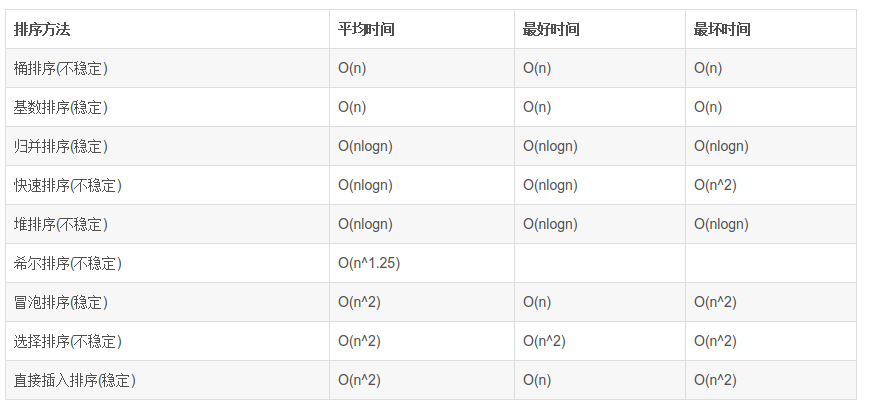 排序方法 平均时间 最好时间 最坏时间
桶排序(不稳定) O(n) O(n) O(n)
基数排序(稳定) O(n) O(n) O(n)
归并排序(稳定) O(nlogn) O(nlogn) O(nlogn)
快速排序(不稳定) O(nlogn) O(nlogn) O(n^2)
堆排序(不稳定) O(nlogn) O(nlogn) O(nlogn)
希尔排序(不稳定) O(n^1.25)
冒泡排序(稳定) O(n^2) O(n) O(n^2)
选择排序(不稳定) O(n^2) O(n^2) O(n^2)
直接插入排序(稳定) O(n^2) O(n) O(n^2)